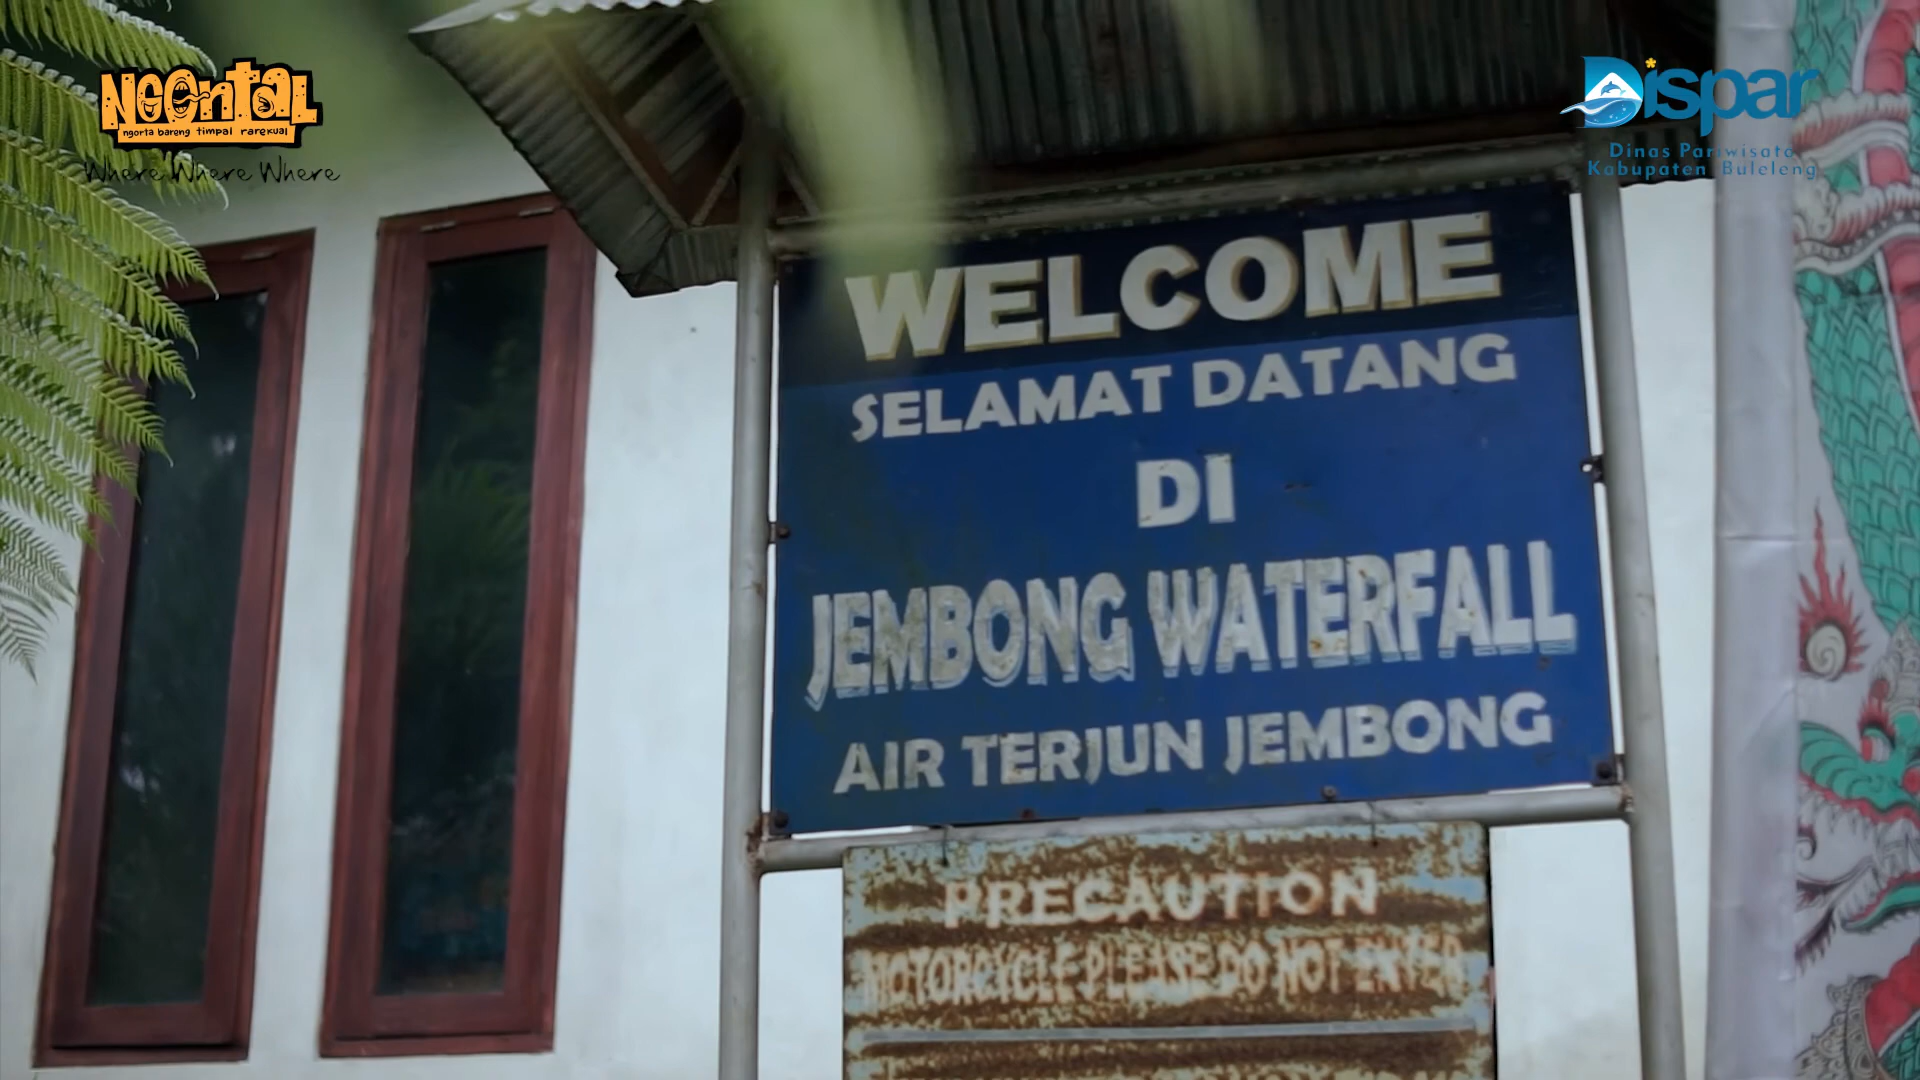 NGONTAL
ngorta bareng timpal rarekual
Where Where Where
Dispar
Dinas Pariwisata
Kabupaten Buleleng
WELCOME
SELAMAT DATANG
DI
JEMBONG WATERFALL
AIR TERJUN JEMBONG
PRECAUTION
MOTORCYCLE PLEASE DO NOT ENTER